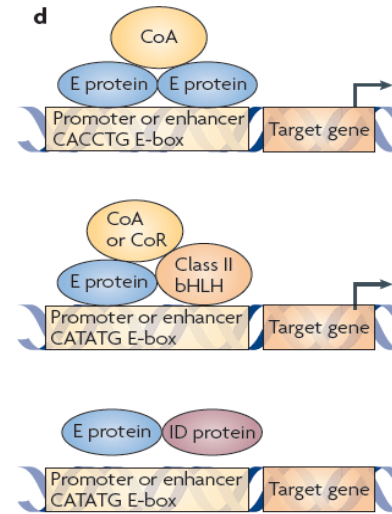 d
CoA
E protein
E protein
Promoter or enhancer
CACCTG E-box
Target gene
CoA
or CoR
Class II
bHLH
E protein
Promoter or enhancer
CATATG E-box
Target gene
E protein
ID protein
Promoter or enhancer
CATATG E-box
Target gene